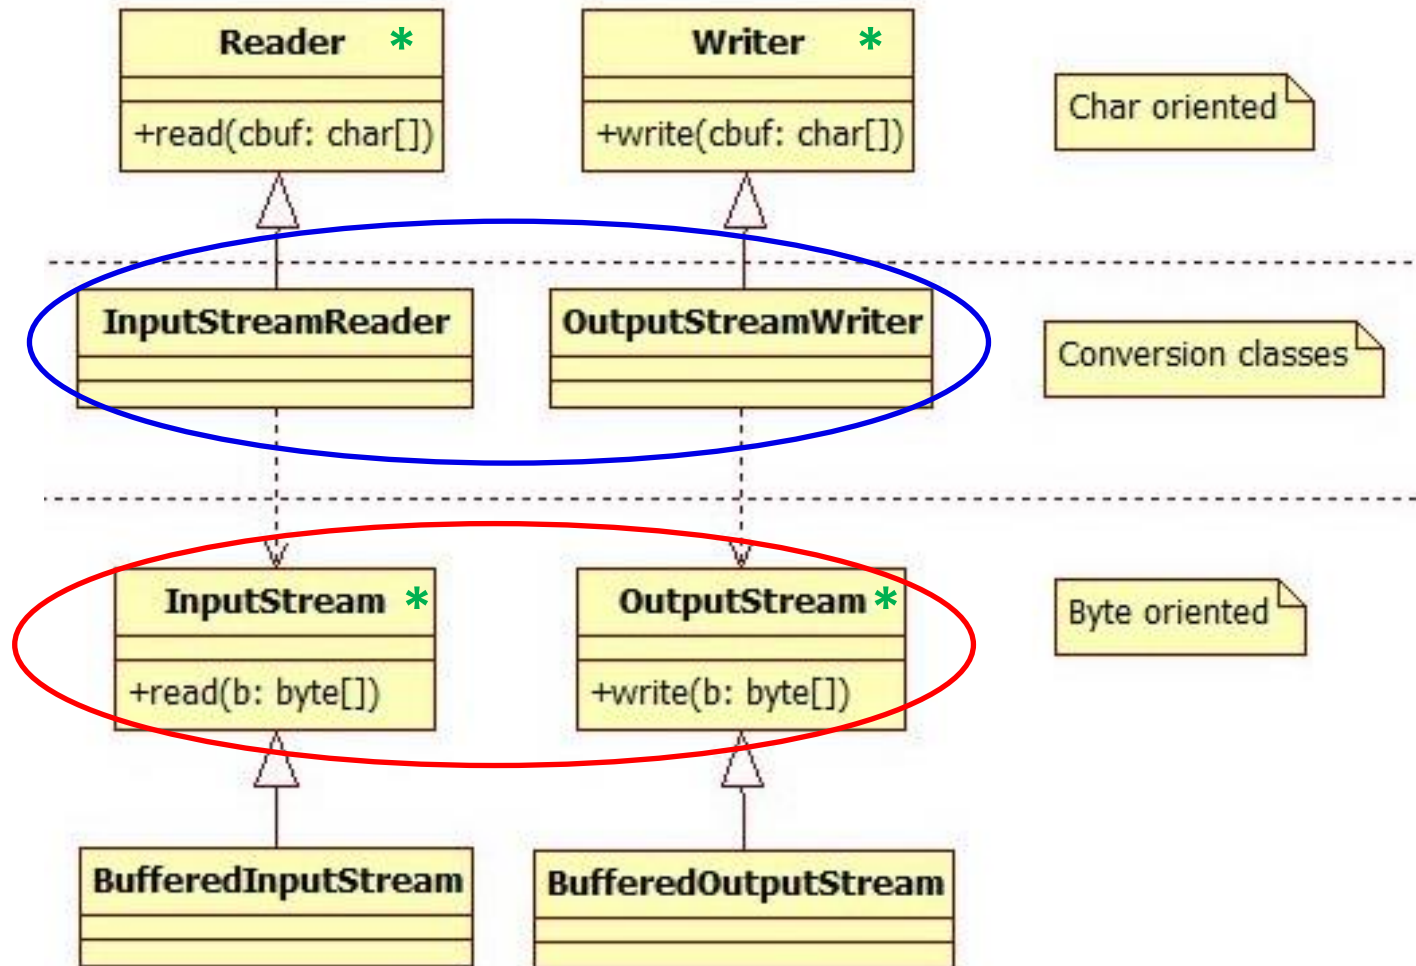 Reader *
Writer *
+read(cbuf: char[])
+write(cbuf: char[])
Char oriented
InputStreamReader
OutputStreamWriter
Conversion classes
InputStream *
OutputStream *
+read(b: byte[])
+write(b: byte[])
Byte oriented
BufferedInputStream
BufferedOutputStream